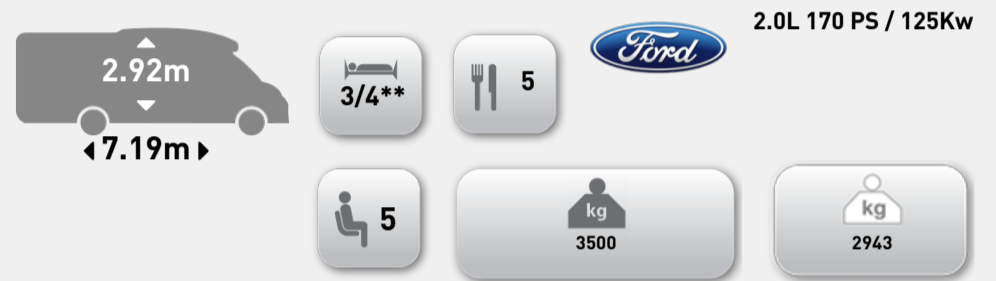 2.0L 170 PS / 125Kw
Ford
2.92m
3/4**
5
7.19m
5
kg
3500
kg
2943